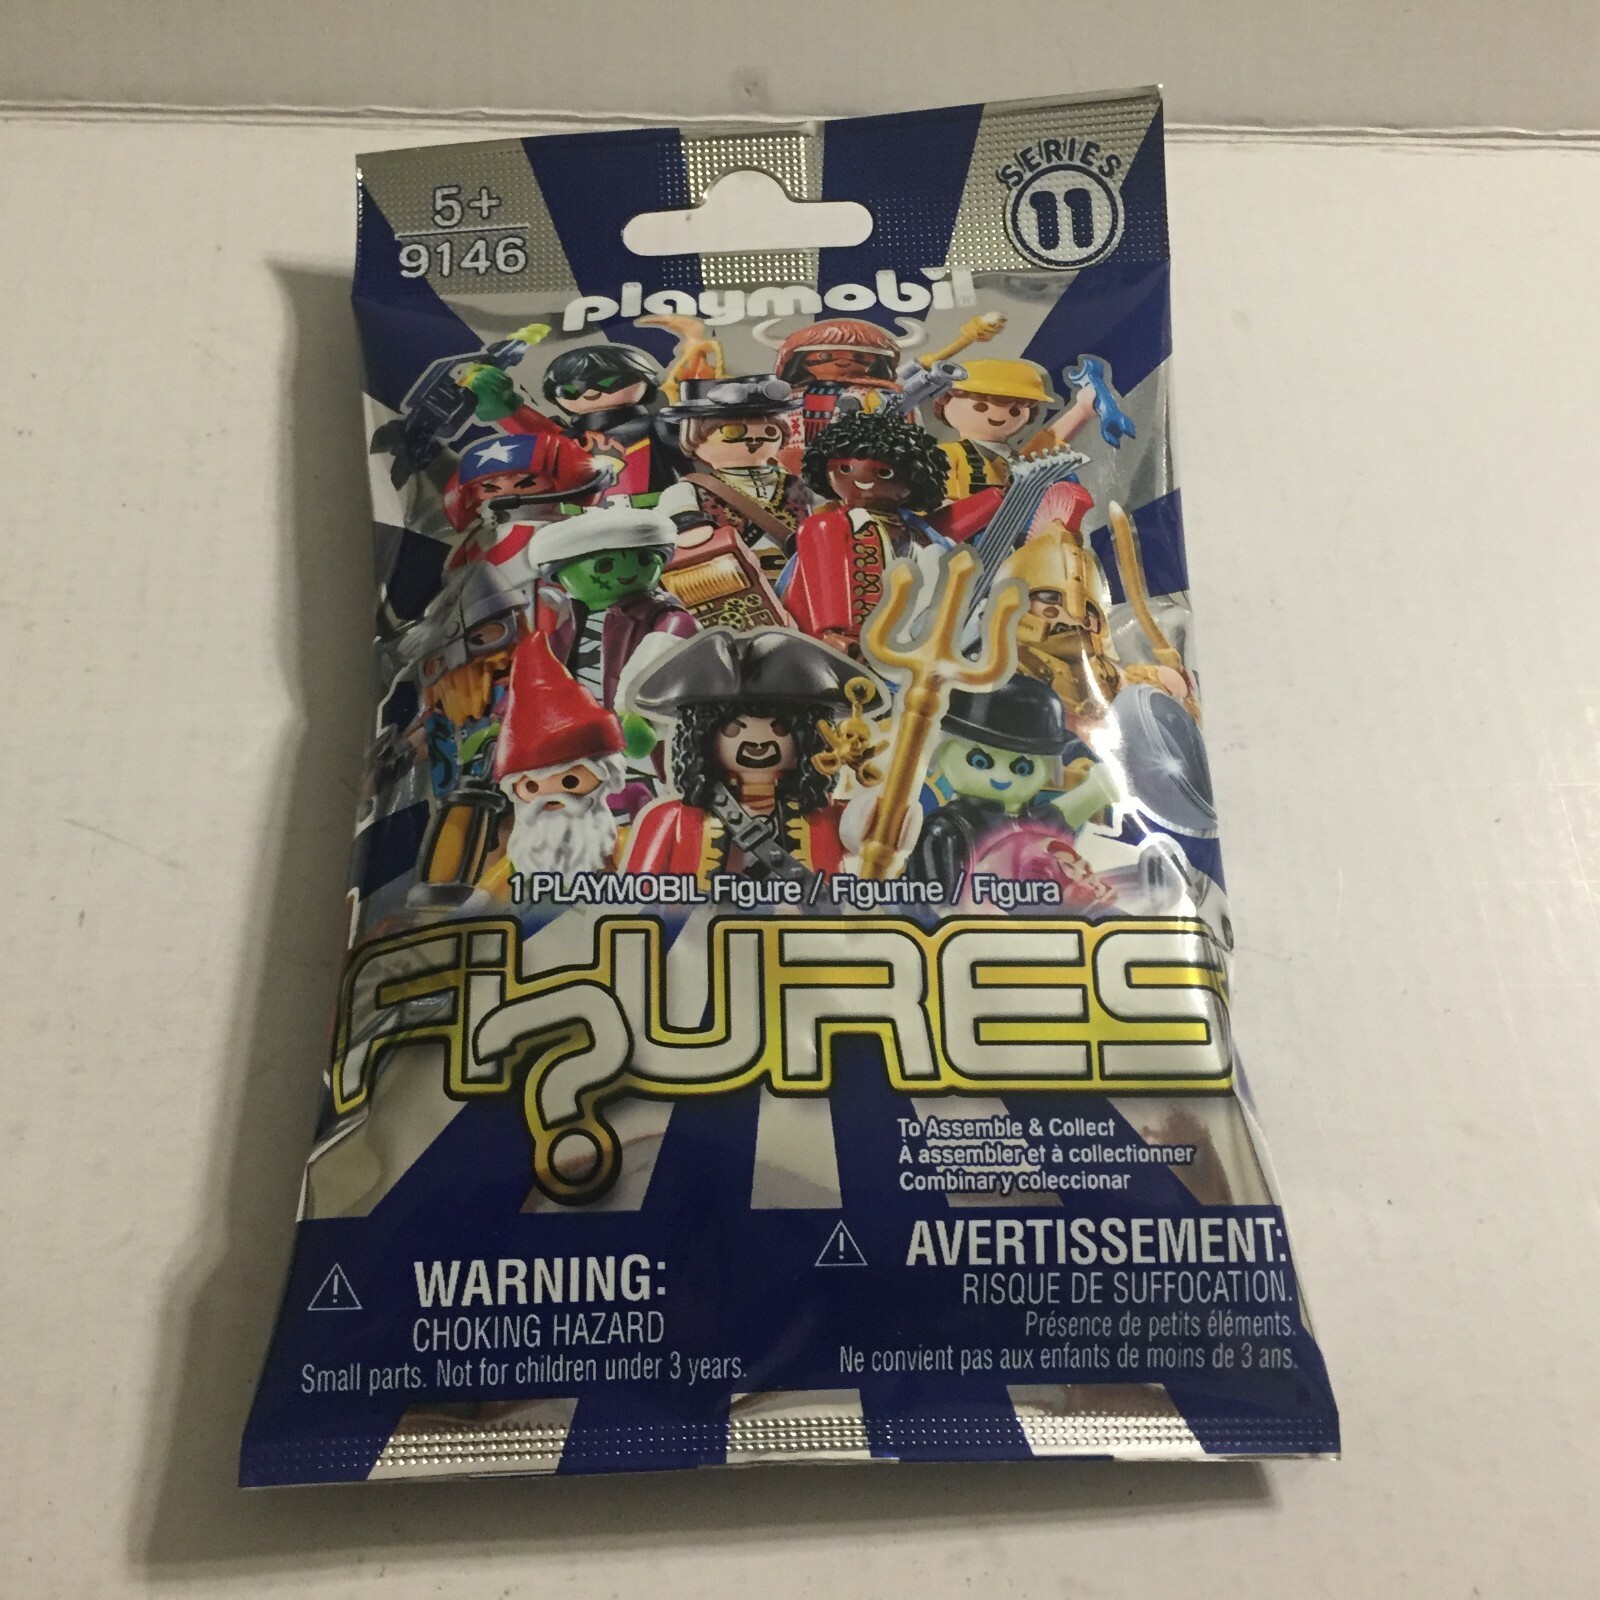 5+
9146
SERIES
11
playmobil
1 PLAYMOBIL Figure / Figurine / Figura
Fi?URES
To Assemble & Collect
À assembler et à collectionner
Combinar y coleccionar
WARNING:
CHOKING HAZARD
Small parts. Not for children under 3 years.
AVERTISSEMENT:
RISQUE DE SUFFOCATION.
Présence de petits éléments.
Ne convient pas aux enfants de moins de 3 ans.